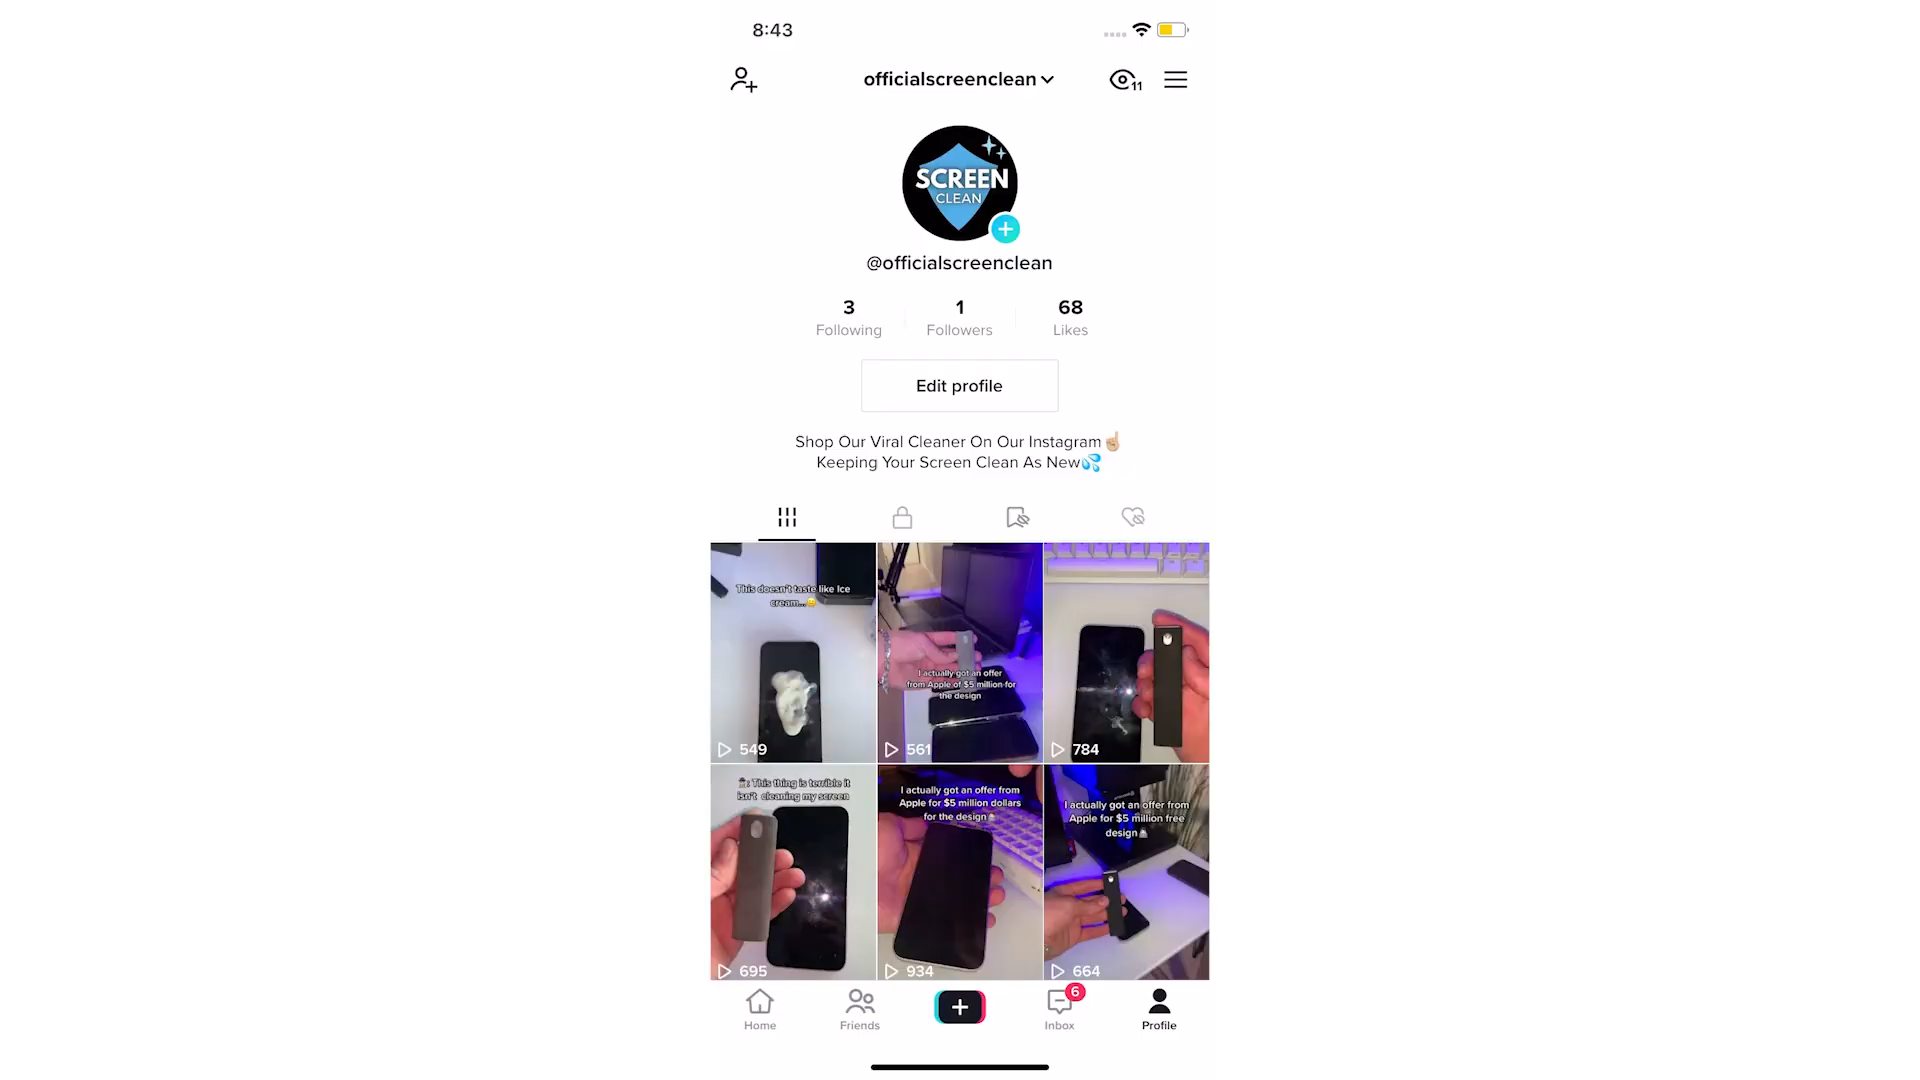 8:43
officialscreenclean
11
SCREEN
CLEAN
@officialscreenclean
3 1 68
Following Followers Likes
Edit profile
Shop Our Viral Cleaner On Our Instagram☝🏼
Keeping Your Screen Clean As New💦
This doesn't taste like Ice
cream...
549
I actually got an offer
from Apple of $5 million for
the design
561
784
: This thing is terrible it
isn't cleaning my screen
695
I actually got an offer from
Apple for $5 million dollars
for the design
934
I actually got an offer from
Apple for $5 million free
design
664
6
Home Friends Inbox Profile